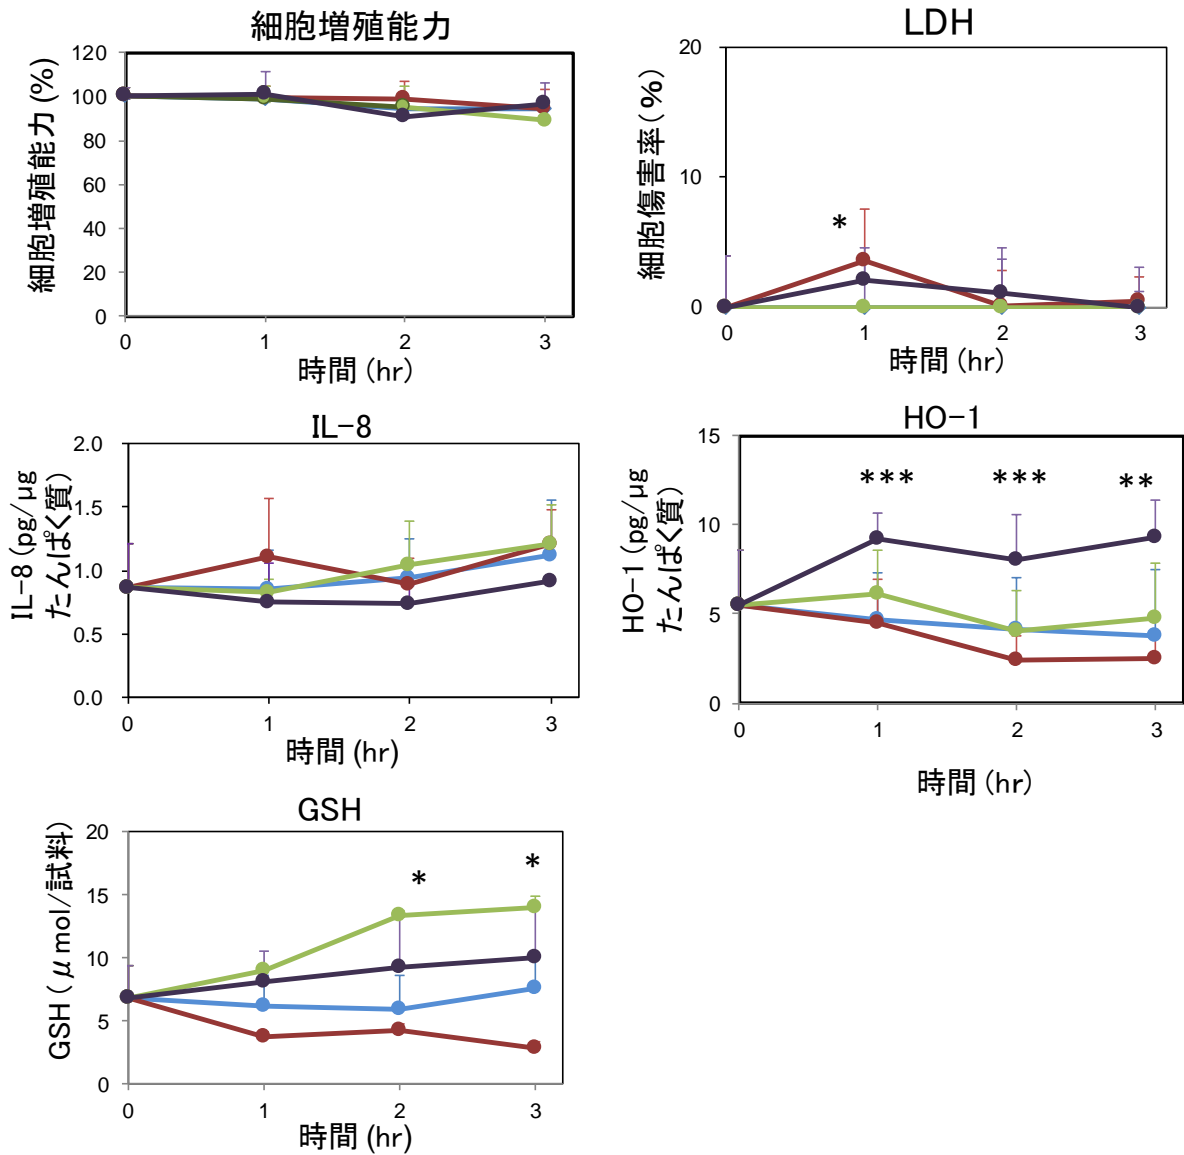 細胞増殖能力
細胞増殖能力 (%)
120
100
80
60
40
20
0
0 1 2 3
時間 (hr)
LDH
細胞傷害率(%)
20
10
0
*
0 1 2 3
時間 (hr)
IL-8
IL-8 (pg/µg
たんぱく質)
2.0
1.5
1.0
0.5
0.0
0 1 2 3
時間 (hr)
HO-1
HO-1 (pg/µg
たんぱく質)
15
10
5
0
*** *** **
0 1 2 3
時間 (hr)
GSH
GSH (μmol/試料)
20
15
10
5
0
* *
0 1 2 3
時間 (hr)